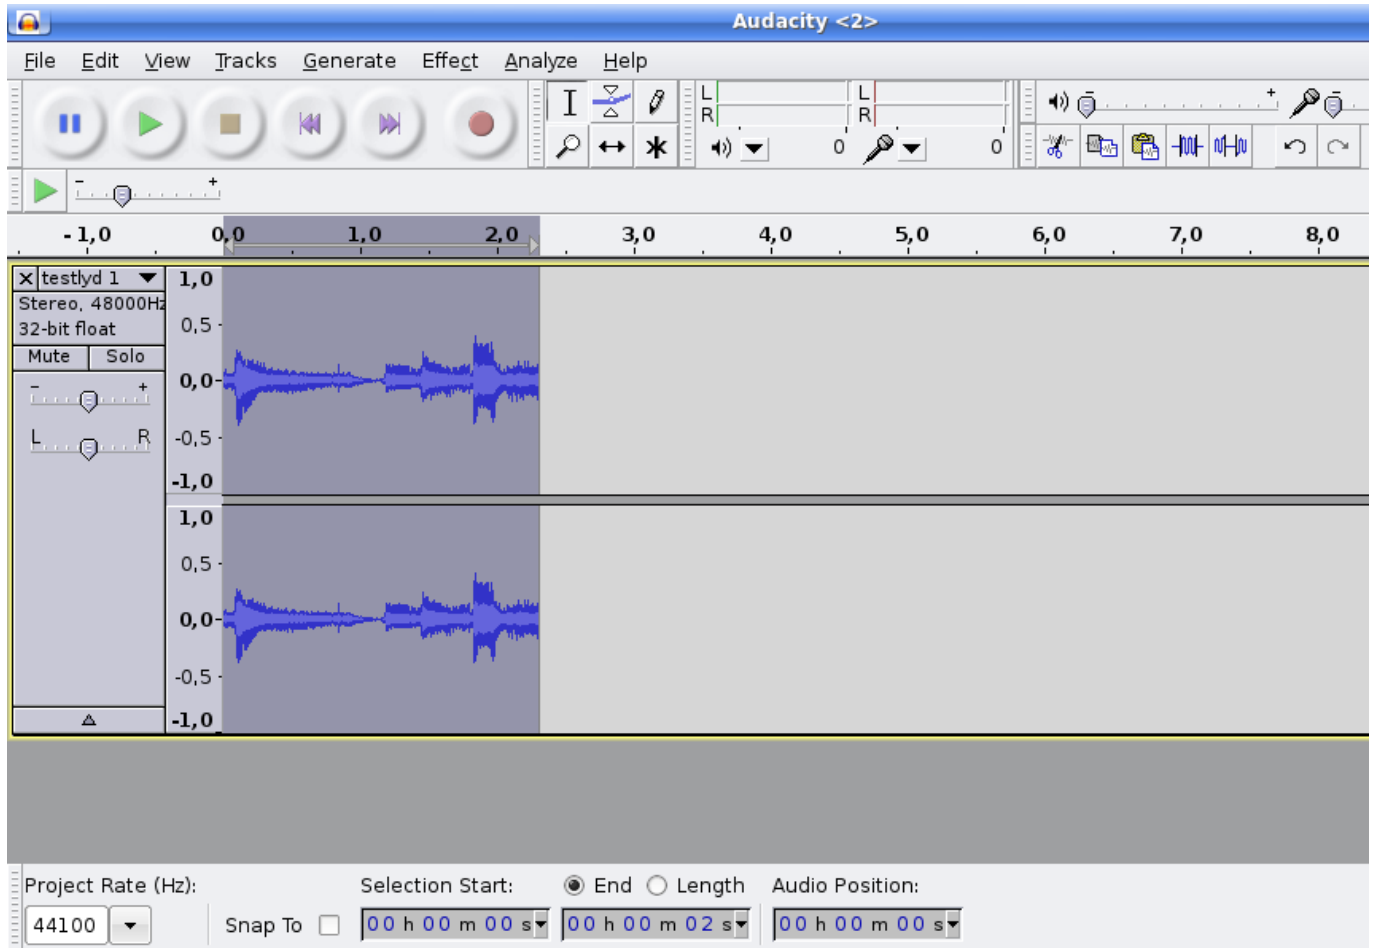 Audacity <2>
File Edit View Tracks Generate Effect Analyze Help
L L
R R
0 0
- + - +
-1,0 0,0 1,0 2,0 3,0 4,0 5,0 6,0 7,0 8,0
testlyd 1
Stereo, 48000Hz
32-bit float
Mute Solo
- +
L R
1,0
0,5
0,0
-0,5
-1,0
1,0
0,5
0,0
-0,5
-1,0
Project Rate (Hz): Selection Start: End Length Audio Position:
44100 Snap To 00 h 00 m 00 s 00 h 00 m 02 s 00 h 00 m 00 s